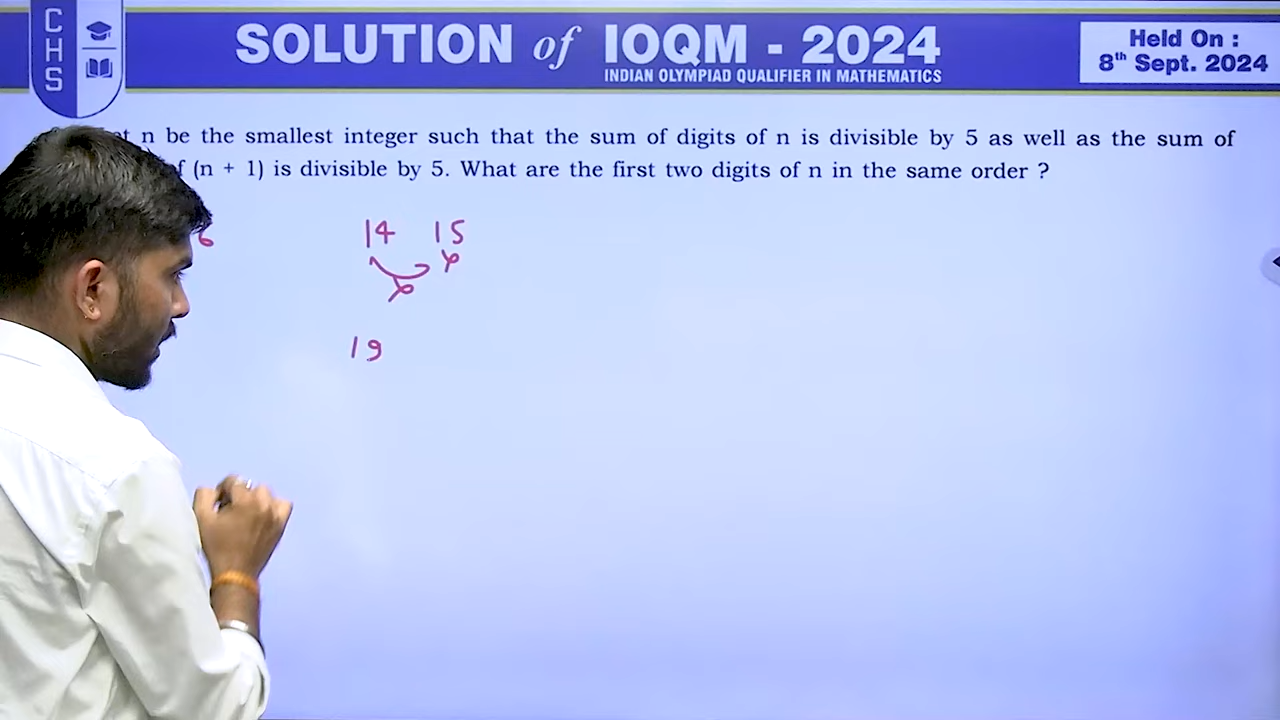 CHS
SOLUTION of IOQM - 2024
INDIAN OLYMPIAD QUALIFIER IN MATHEMATICS
Held On :
8th Sept. 2024
n be the smallest integer such that the sum of digits of n is divisible by 5 as well as the sum of
(n + 1) is divisible by 5. What are the first two digits of n in the same order ?
6 14 15
19